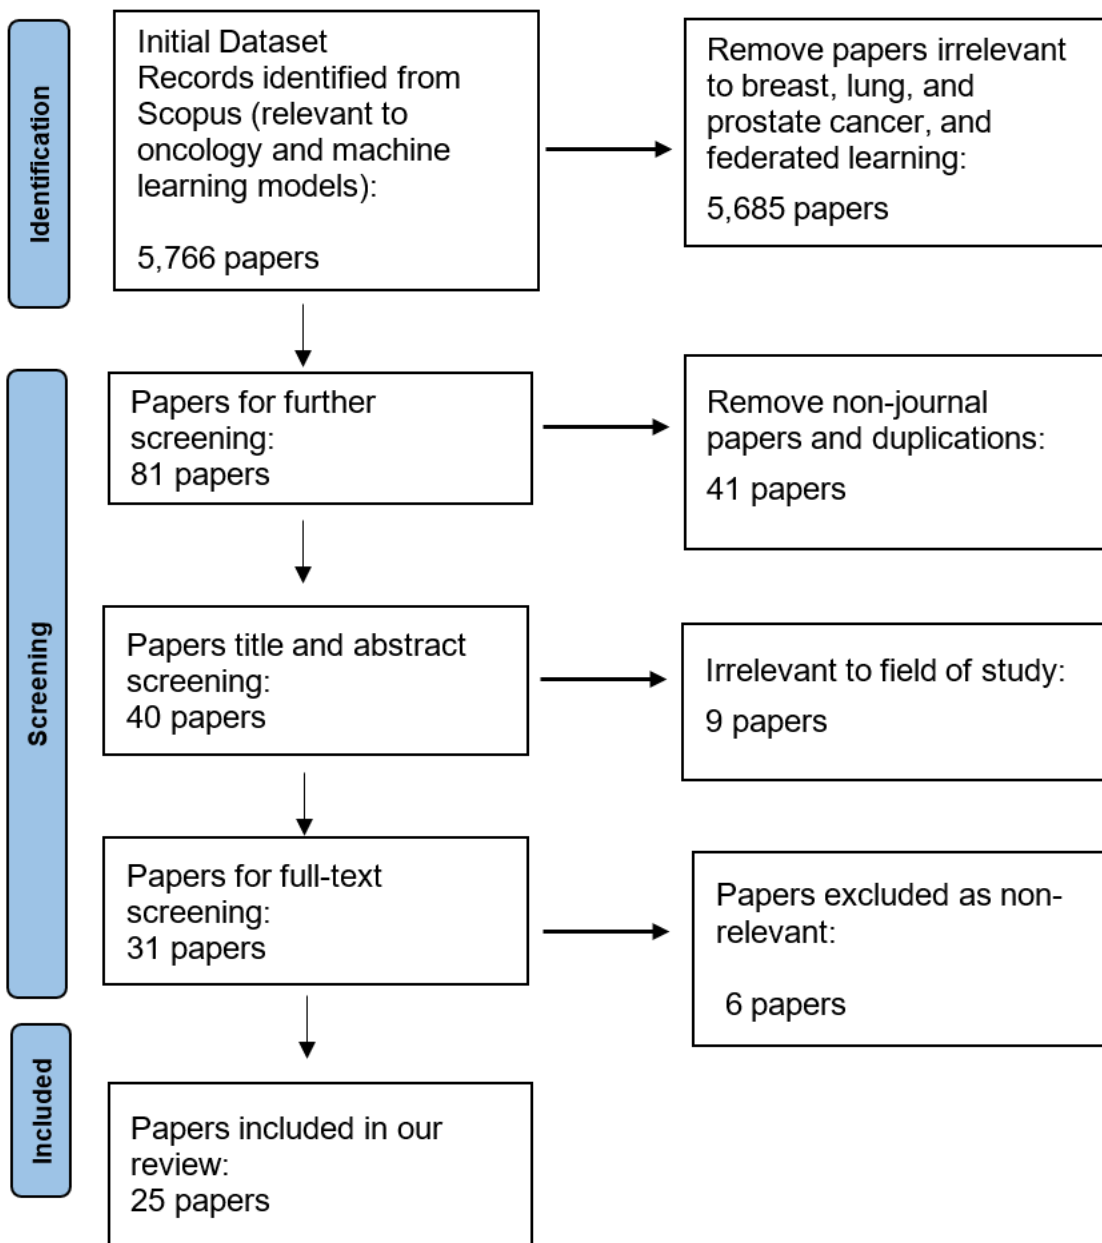 Identification
Initial Dataset
Records identified from
Scopus (relevant to
oncology and machine
learning models):
5,766 papers
Remove papers irrelevant
to breast, lung, and
prostate cancer, and
federated learning:
5,685 papers
Screening
Papers for further
screening:
81 papers
Remove non-journal
papers and duplications:
41 papers
Papers title and abstract
screening:
40 papers
Irrelevant to field of study:
9 papers
Papers for full-text
screening:
31 papers
Papers excluded as non-
relevant:
6 papers
Included
Papers included in our
review:
25 papers